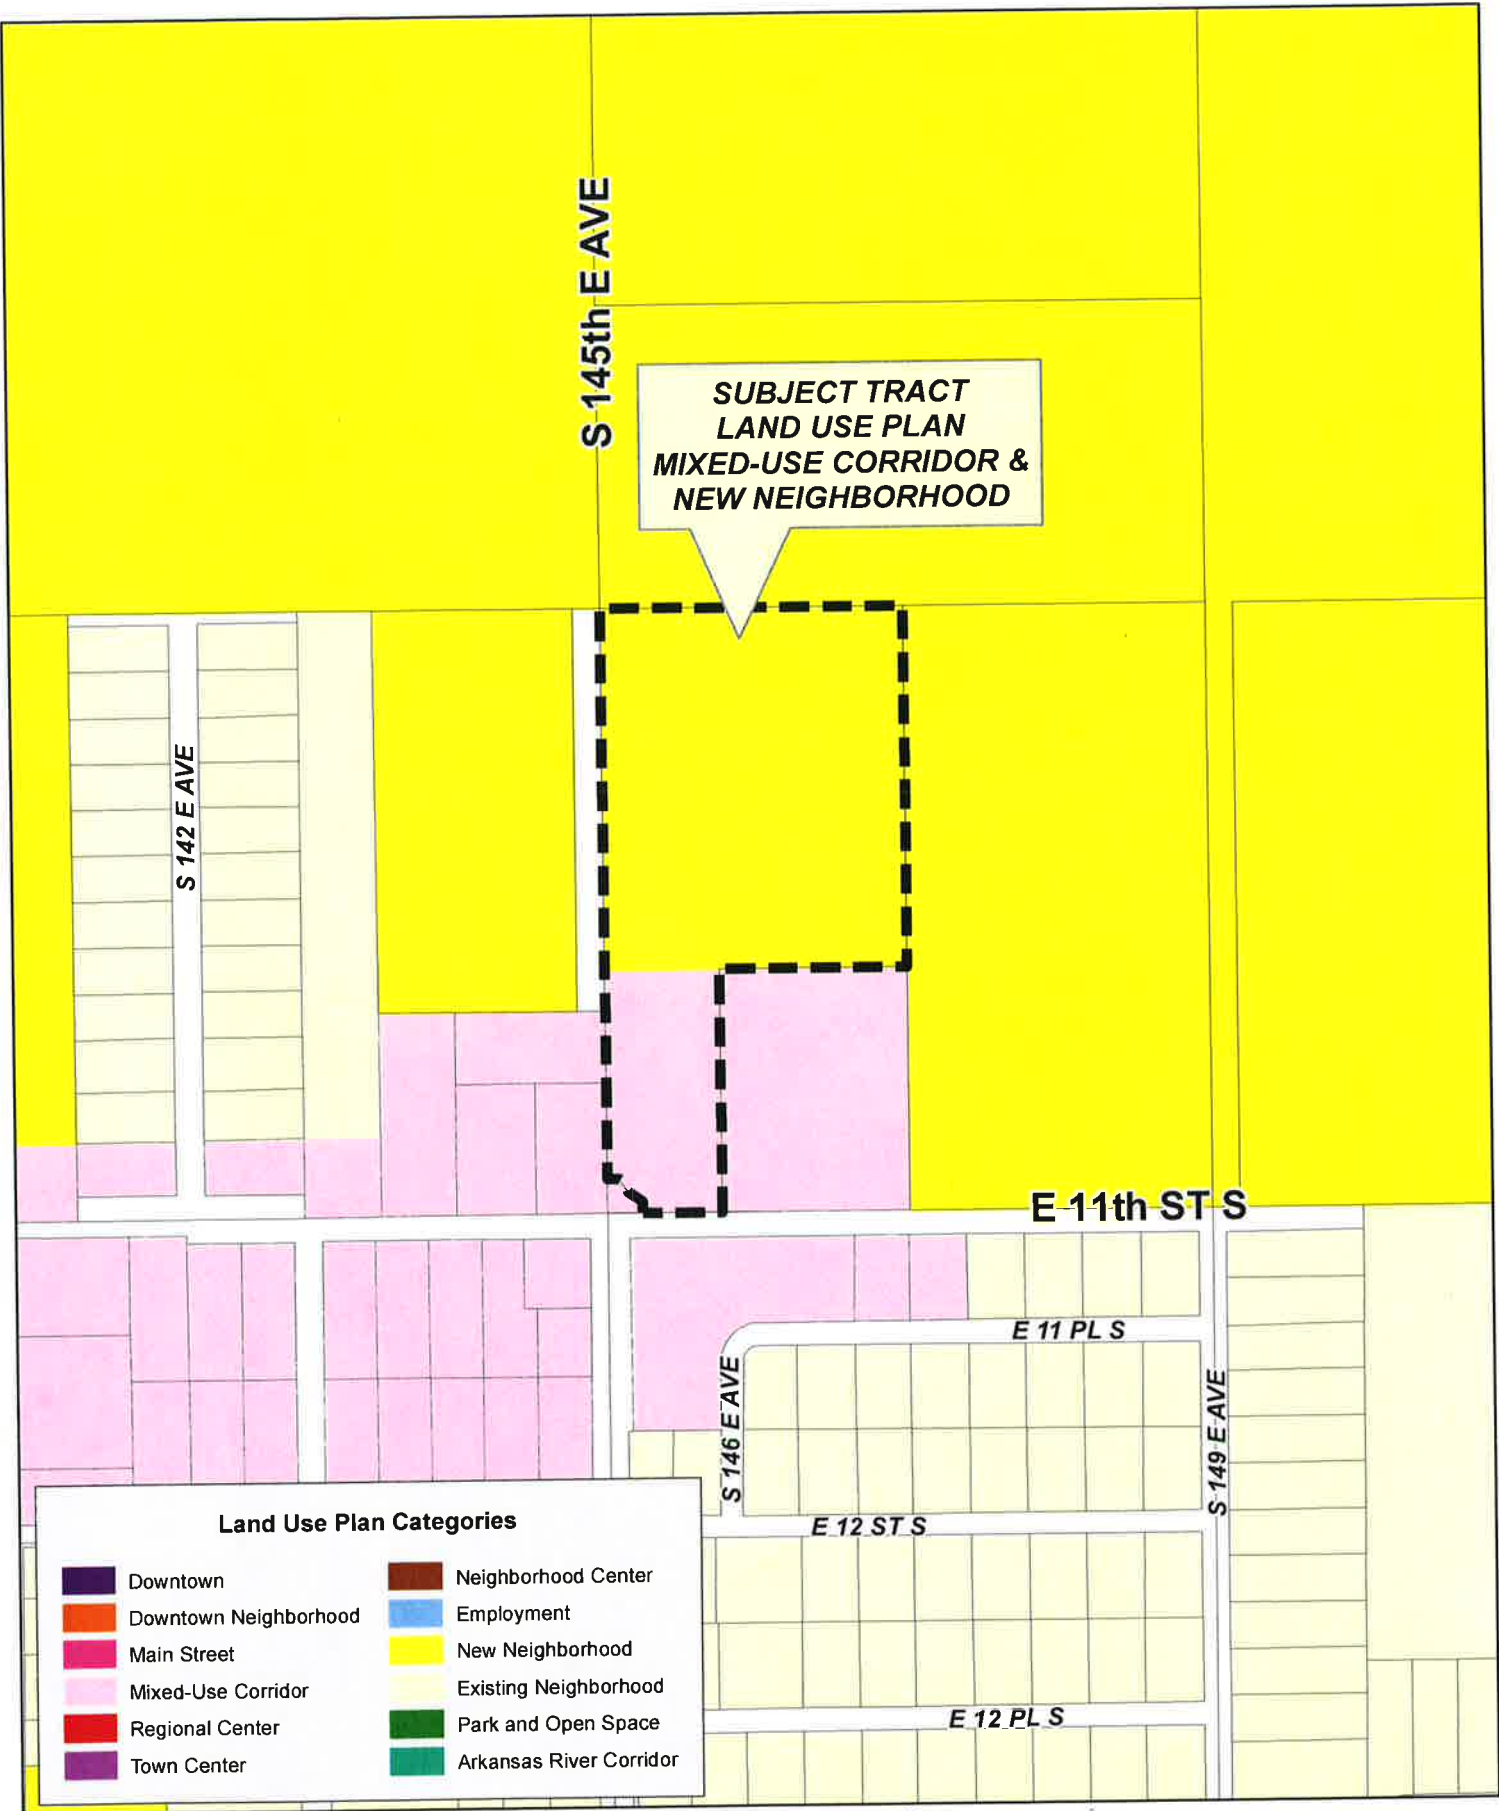 S 145th E AVE
SUBJECT TRACT
LAND USE PLAN
MIXED-USE CORRIDOR &
NEW NEIGHBORHOOD
S 142 E AVE
E 11th ST S
E 11 PL S
S 146 E AVE
S 149 E AVE
E 12 ST S
E 12 PL S
Land Use Plan Categories
Downtown
Downtown Neighborhood
Main Street
Mixed-Use Corridor
Regional Center
Town Center
Neighborhood Center
Employment
New Neighborhood
Existing Neighborhood
Park and Open Space
Arkansas River Corridor